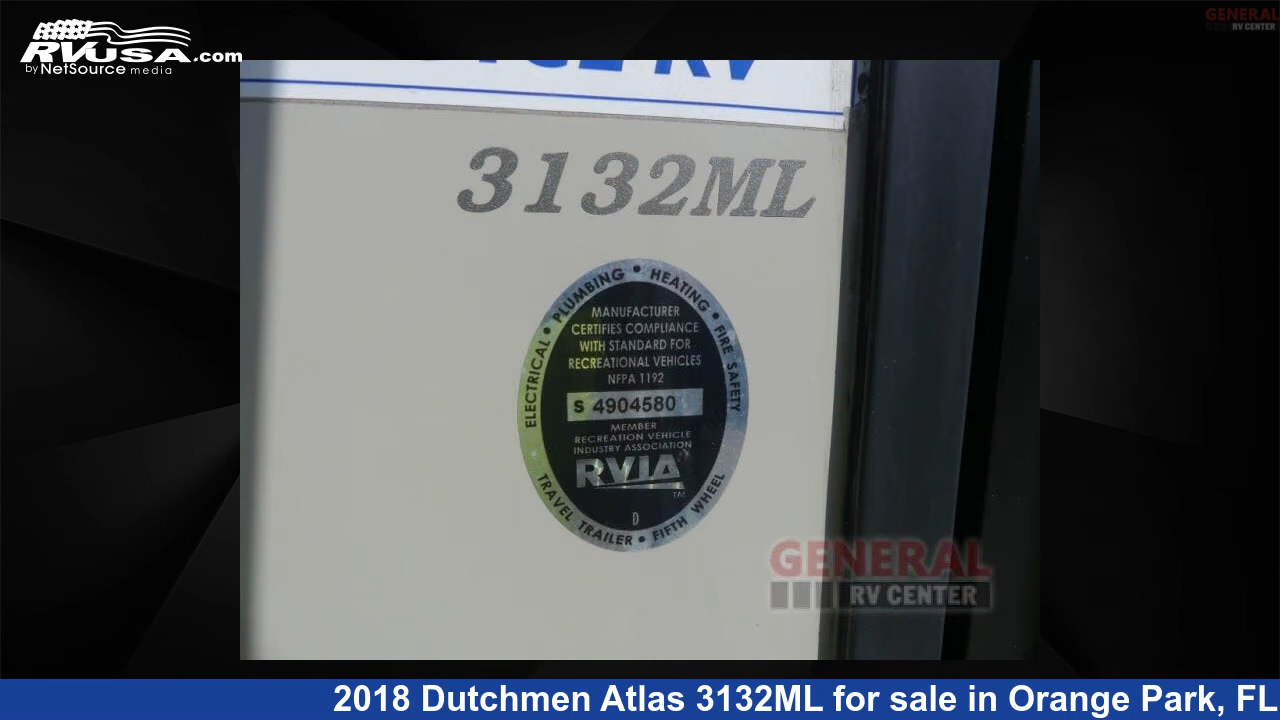 RVUSA.com
by NetSource media
GENERAL
RV CENTER
RV
3132ML
ELECTRICAL • PLUMBING • HEATING • FIRE SAFETY
MANUFACTURER
CERTIFIES COMPLIANCE
WITH STANDARD FOR
RECREATIONAL VEHICLES
NFPA 1192
S 4904580
MEMBER
RECREATION VEHICLE
INDUSTRY ASSOCIATION
RVIA
TM
D
TRAVEL TRAILER • FIFTH WHEEL
GENERAL
RV CENTER
2018 Dutchmen Atlas 3132ML for sale in Orange Park, FL